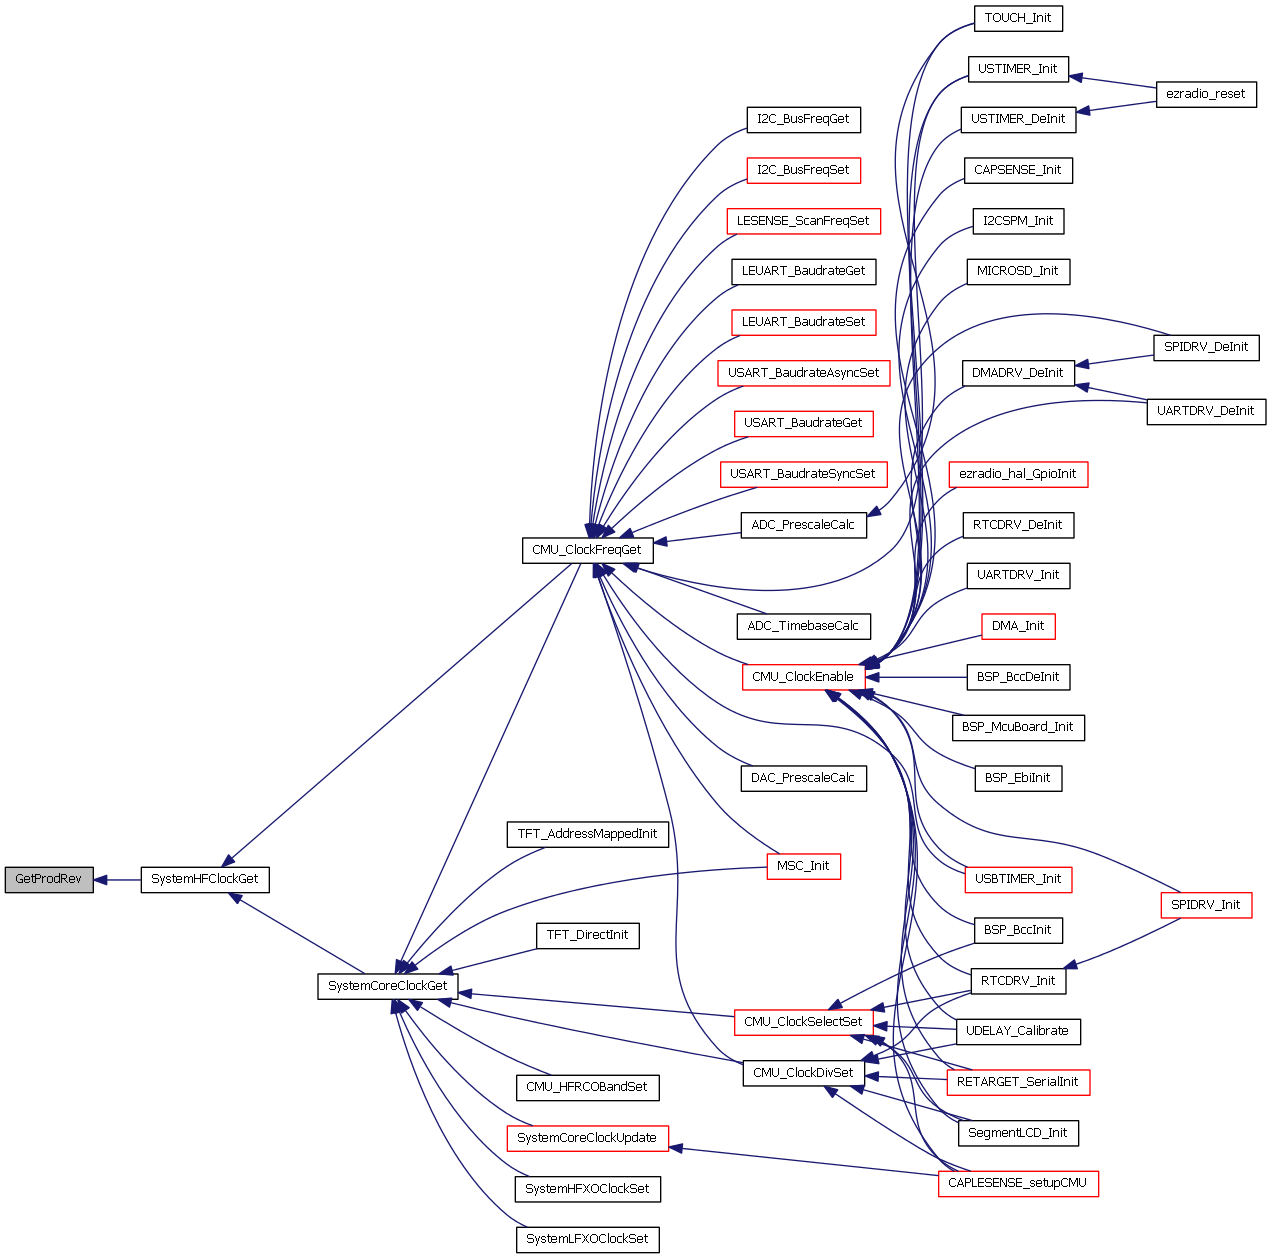 TOUCH_Init
USTIMER_Init
ezradio_reset
I2C_BusFreqGet
USTIMER_DeInit
I2C_BusFreqSet
CAPSENSE_Init
LESENSE_ScanFreqSet
I2CSPM_Init
LEUART_BaudrateGet
MICROSD_Init
LEUART_BaudrateSet
SPIDRV_DeInit
USART_BaudrateAsyncSet
DMADRV_DeInit
UARTDRV_DeInit
USART_BaudrateGet
USART_BaudrateSyncSet
ezradio_hal_GpioInit
ADC_PrescaleCalc
RTCDRV_DeInit
CMU_ClockFreqGet
UARTDRV_Init
ADC_TimebaseCalc
DMA_Init
CMU_ClockEnable
BSP_BccDeInit
BSP_McuBoard_Init
DAC_PrescaleCalc
BSP_EbiInit
TFT_AddressMappedInit
MSC_Init
GetProdRev
SystemHFClockGet
USBTIMER_Init
SPIDRV_Init
TFT_DirectInit
BSP_BccInit
SystemCoreClockGet
RTCDRV_Init
CMU_ClockSelectSet
UDELAY_Calibrate
CMU_ClockDivSet
CMU_HFRCOBandSet
RETARGET_SerialInit
SystemCoreClockUpdate
SegmentLCD_Init
SystemHFXOClockSet
CAPLESENSE_setupCMU
SystemLFXOClockSet